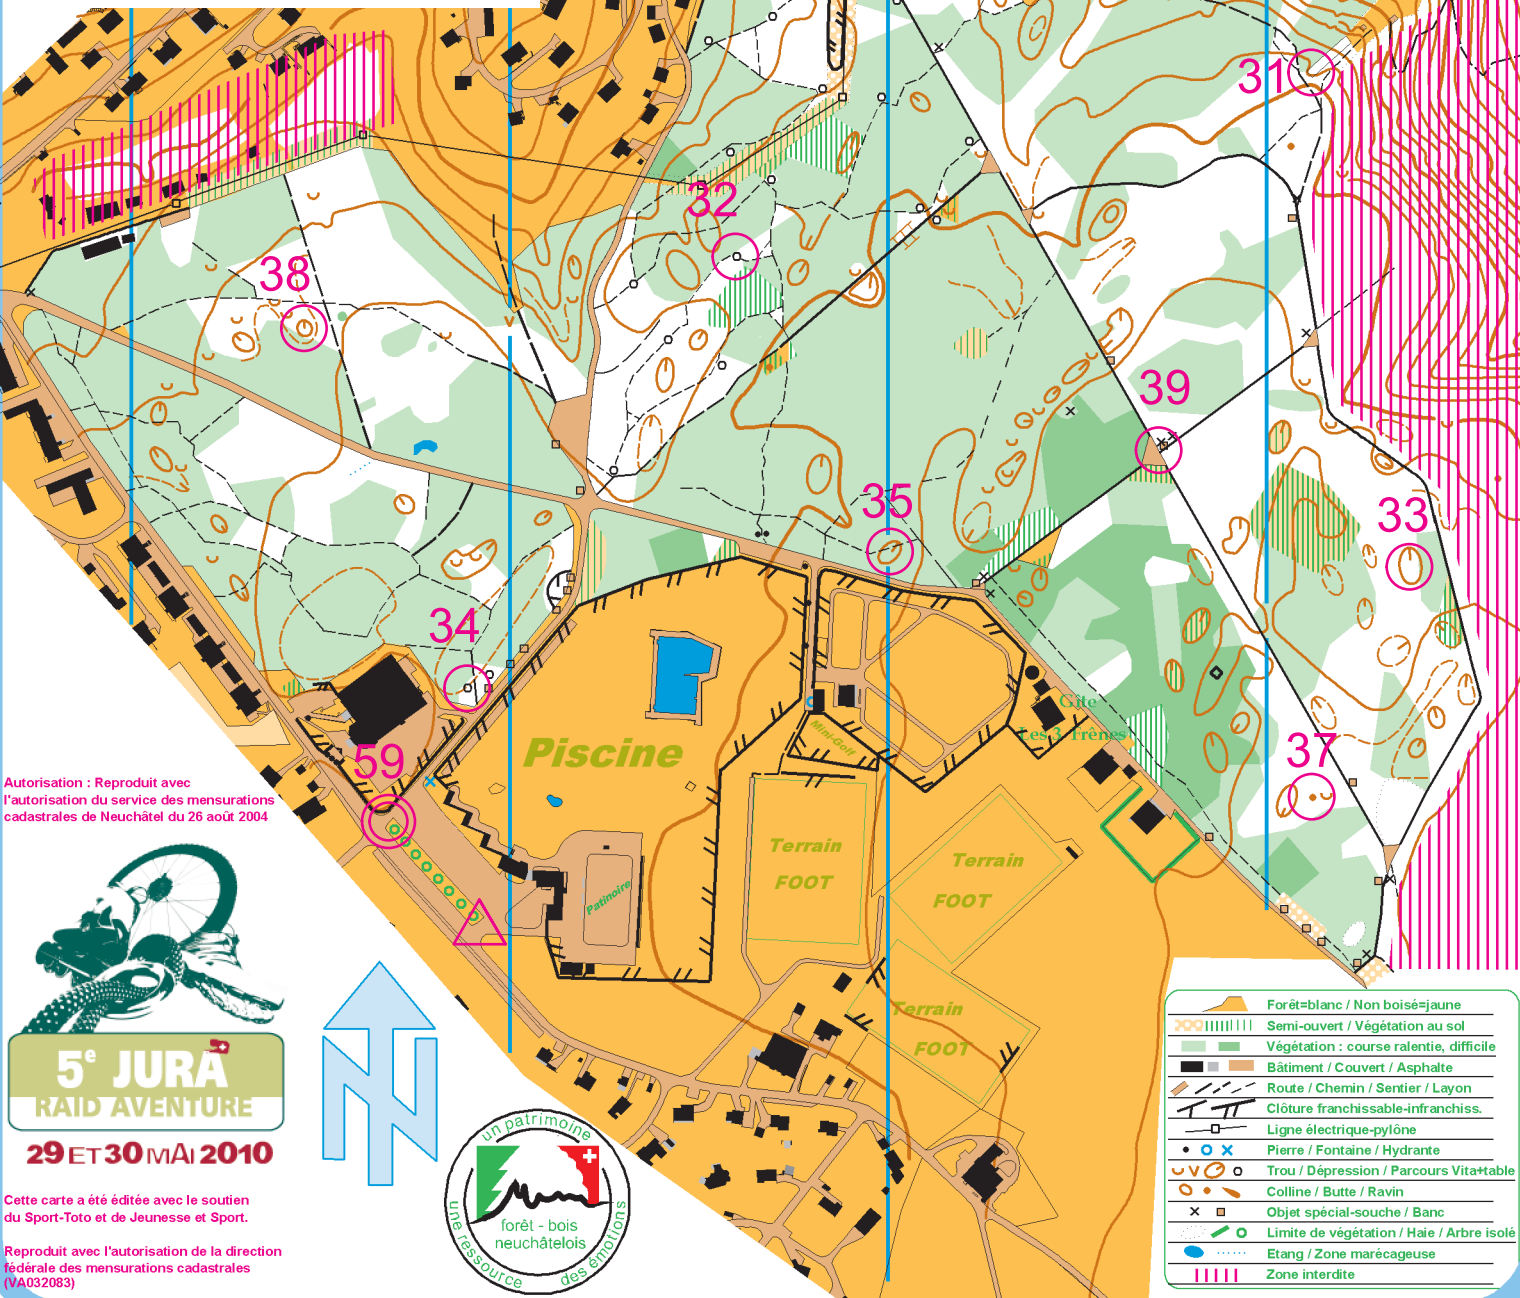 31
32
38
39
35
33
34
Gîte
Les 3 Frênes
Mini-Golf
Piscine
37
59
Autorisation : Reproduit avec
l'autorisation du service des mensurations
cadastrales de Neuchâtel du 26 août 2004
Terrain
FOOT
Terrain
FOOT
Patinoire
Terrain
FOOT
5e JURA
RAID AVENTURE
29 ET 30 MAI 2010
N
Cette carte a été éditée avec le soutien
du Sport-Toto et de Jeunesse et Sport.
Reproduit avec l'autorisation de la direction
fédérale des mensurations cadastrales
(VA032083)
un patrimoine
forêt - bois
neuchâtelois
une ressource
des émotions
Forêt=blanc / Non boisé=jaune
Semi-ouvert / Végétation au sol
Végétation : course ralentie, difficile
Bâtiment / Couvert / Asphalte
Route / Chemin / Sentier / Layon
Clôture franchissable-infranchiss.
Ligne électrique-pylône
Pierre / Fontaine / Hydrante
Trou / Dépression / Parcours Vita+table
Colline / Butte / Ravin
Objet spécial-souche / Banc
Limite de végétation / Haie / Arbre isolé
Etang / Zone marécageuse
Zone interdite